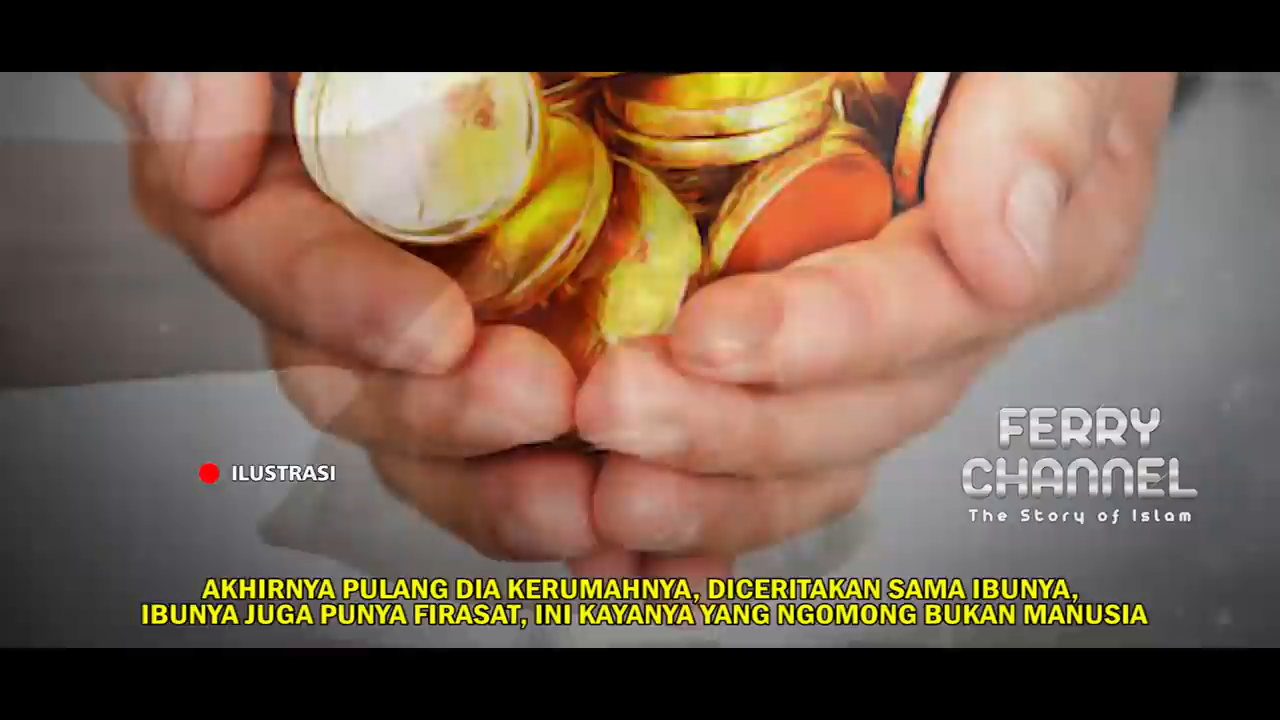 FERRY
CHANNEL
The Story of Islam
ILUSTRASI
AKHIRNYA PULANG DIA KERUMAHNYA, DICERITAKAN SAMA IBUNYA,
IBUNYA JUGA PUNYA FIRASAT, INI KAYANYA YANG NGOMONG BUKAN MANUSIA